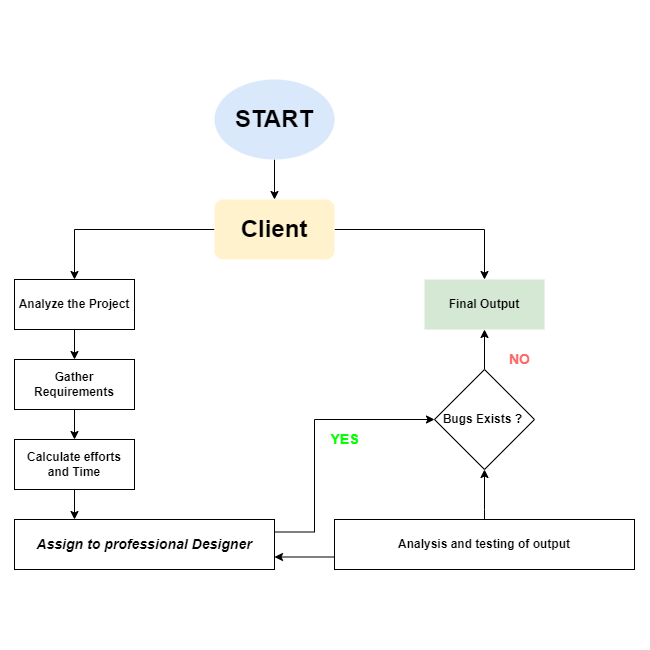 START
Client
Analyze the Project
Final Output
NO
Gather
Requirements
Bugs Exists ?
YES
Calculate efforts
and Time
Assign to professional Designer
Analysis and testing of output